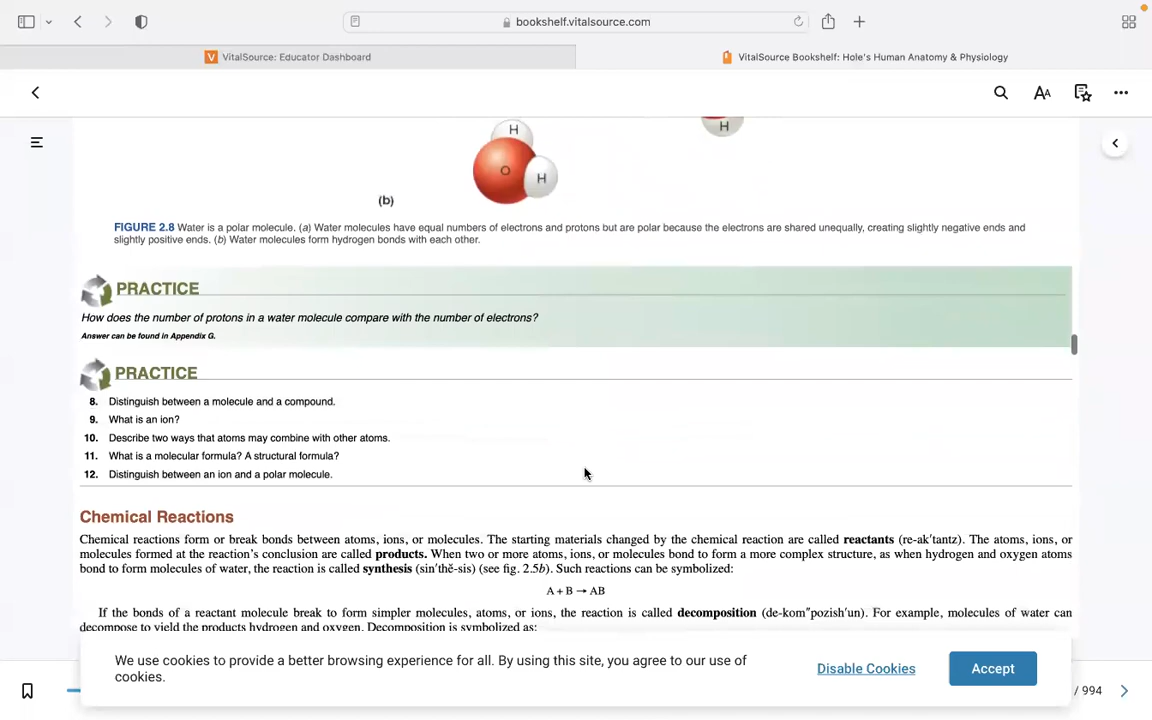 bookshelf.vitalsource.com
VitalSource: Educator Dashboard
VitalSource Bookshelf: Hole's Human Anatomy & Physiology
AA
H
H
O
H
(b)
FIGURE 2.8 Water is a polar molecule. (a) Water molecules have equal numbers of electrons and protons but are polar because the electrons are shared unequally, creating slightly negative ends and
slightly positive ends. (b) Water molecules form hydrogen bonds with each other.
PRACTICE
How does the number of protons in a water molecule compare with the number of electrons?
Answer can be found in Appendix G.
PRACTICE
8. Distinguish between a molecule and a compound.
9. What is an ion?
10. Describe two ways that atoms may combine with other atoms.
11. What is a molecular formula? A structural formula?
12. Distinguish between an ion and a polar molecule.
Chemical Reactions
Chemical reactions form or break bonds between atoms, ions, or molecules. The starting materials changed by the chemical reaction are called reactants (re-ak′tantz). The atoms, ions, or
molecules formed at the reaction's conclusion are called products. When two or more atoms, ions, or molecules bond to form a more complex structure, as when hydrogen and oxygen atoms
bond to form molecules of water, the reaction is called synthesis (sin′thĕ-sis) (see fig. 2.5b). Such reactions can be symbolized:
A + B → AB
If the bonds of a reactant molecule break to form simpler molecules, atoms, or ions, the reaction is called decomposition (de-kom″pozish′un). For example, molecules of water can
decompose to yield the products hydrogen and oxygen. Decomposition is symbolized as:
We use cookies to provide a better browsing experience for all. By using this site, you agree to our use of
cookies.
Disable Cookies
Accept
/ 994